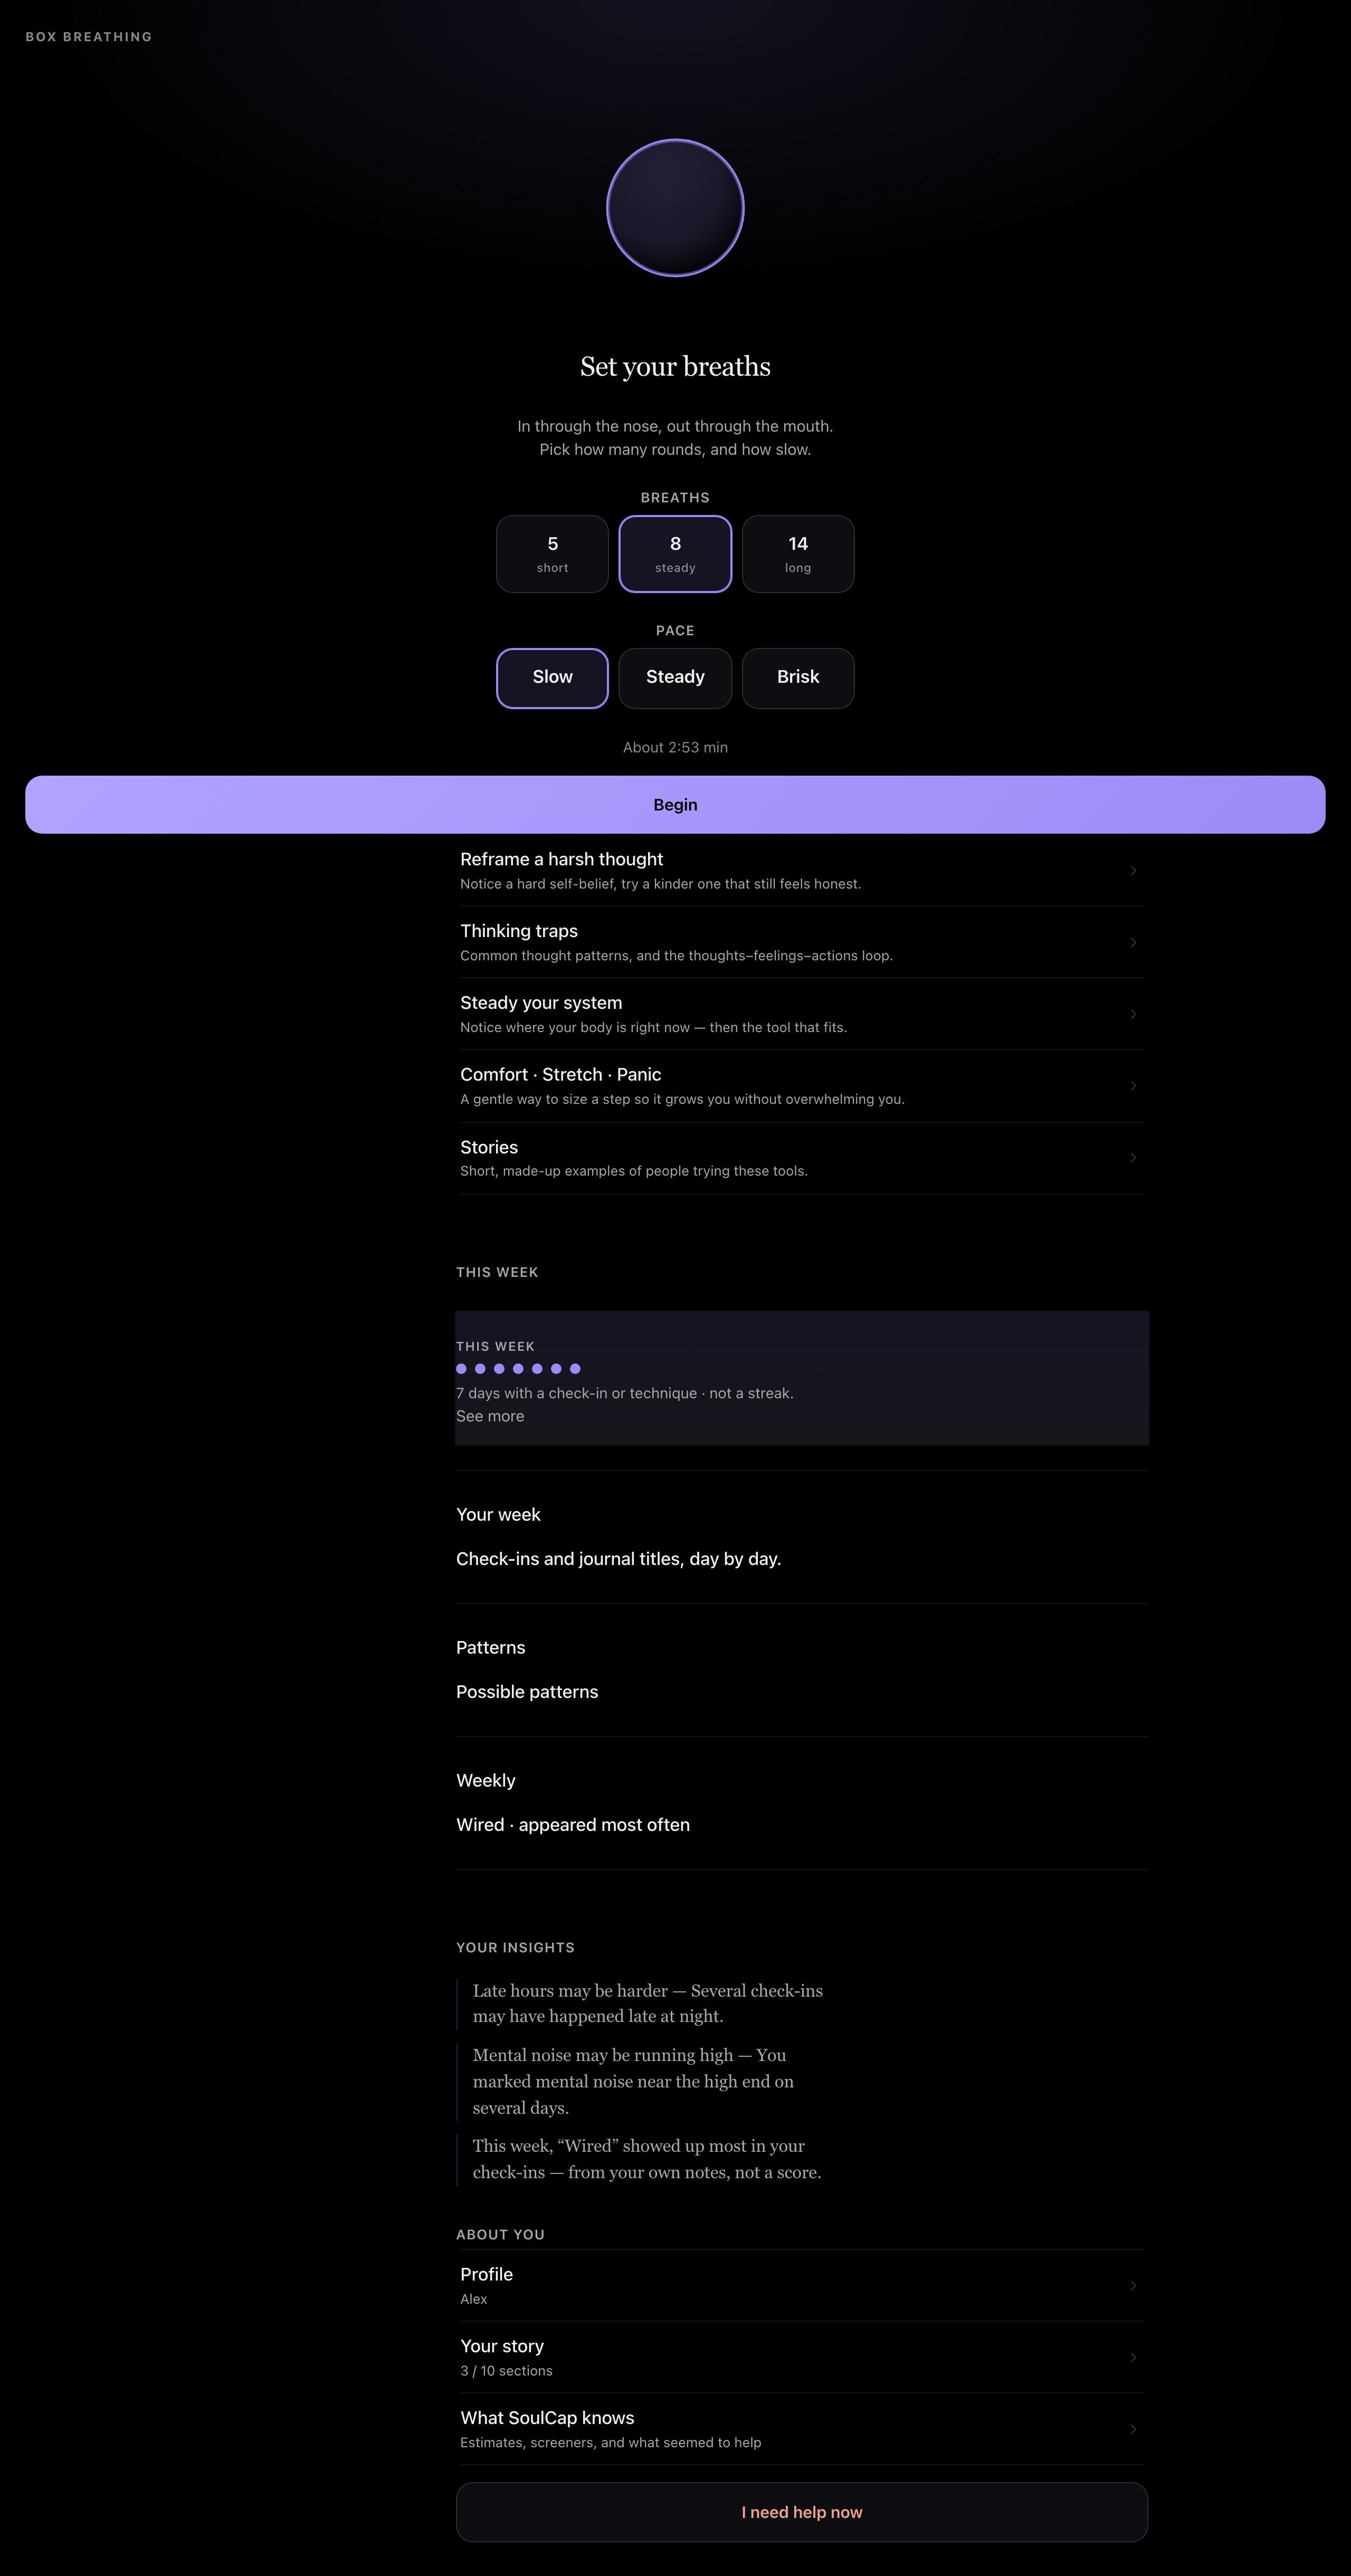 BOX BREATHING
Set your breaths
In through the nose, out through the mouth.
Pick how many rounds, and how slow.
BREATHS
5
short
8
steady
14
long
PACE
Slow
Steady
Brisk
About 2:53 min
Begin
Reframe a harsh thought
Notice a hard self-belief, try a kinder one that still feels honest.
Thinking traps
Common thought patterns, and the thoughts–feelings–actions loop.
Steady your system
Notice where your body is right now — then the tool that fits.
Comfort · Stretch · Panic
A gentle way to size a step so it grows you without overwhelming you.
Stories
Short, made-up examples of people trying these tools.
THIS WEEK
THIS WEEK
7 days with a check-in or technique · not a streak.
See more
Your week
Check-ins and journal titles, day by day.
Patterns
Possible patterns
Weekly
Wired · appeared most often
YOUR INSIGHTS
Late hours may be harder — Several check-ins
may have happened late at night.
Mental noise may be running high — You
marked mental noise near the high end on
several days.
This week, “Wired” showed up most in your
check-ins — from your own notes, not a score.
ABOUT YOU
Profile
Alex
Your story
3 / 10 sections
What SoulCap knows
Estimates, screeners, and what seemed to help
I need help now